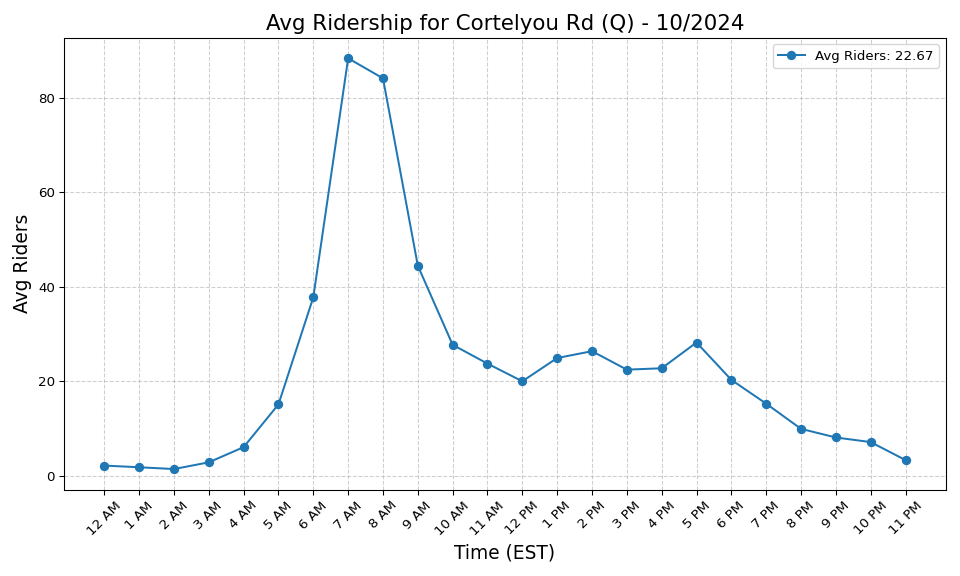 Avg Ridership for Cortelyou Rd (Q) - 10/2024
Avg Riders: 22.67
80
60
40
20
0
Avg Riders
12 AM
1 AM
2 AM
3 AM
4 AM
5 AM
6 AM
7 AM
8 AM
9 AM
10 AM
11 AM
12 PM
1 PM
2 PM
3 PM
4 PM
5 PM
6 PM
7 PM
8 PM
9 PM
10 PM
11 PM
Time (EST)